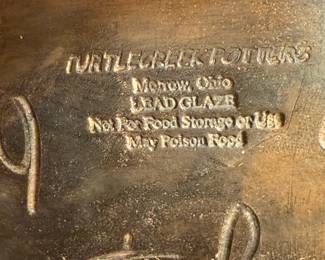 TURTLECREEK POTTERS
Morrow, Ohio
LEAD GLAZE
Not For Food Storage or Use
May Poison Food